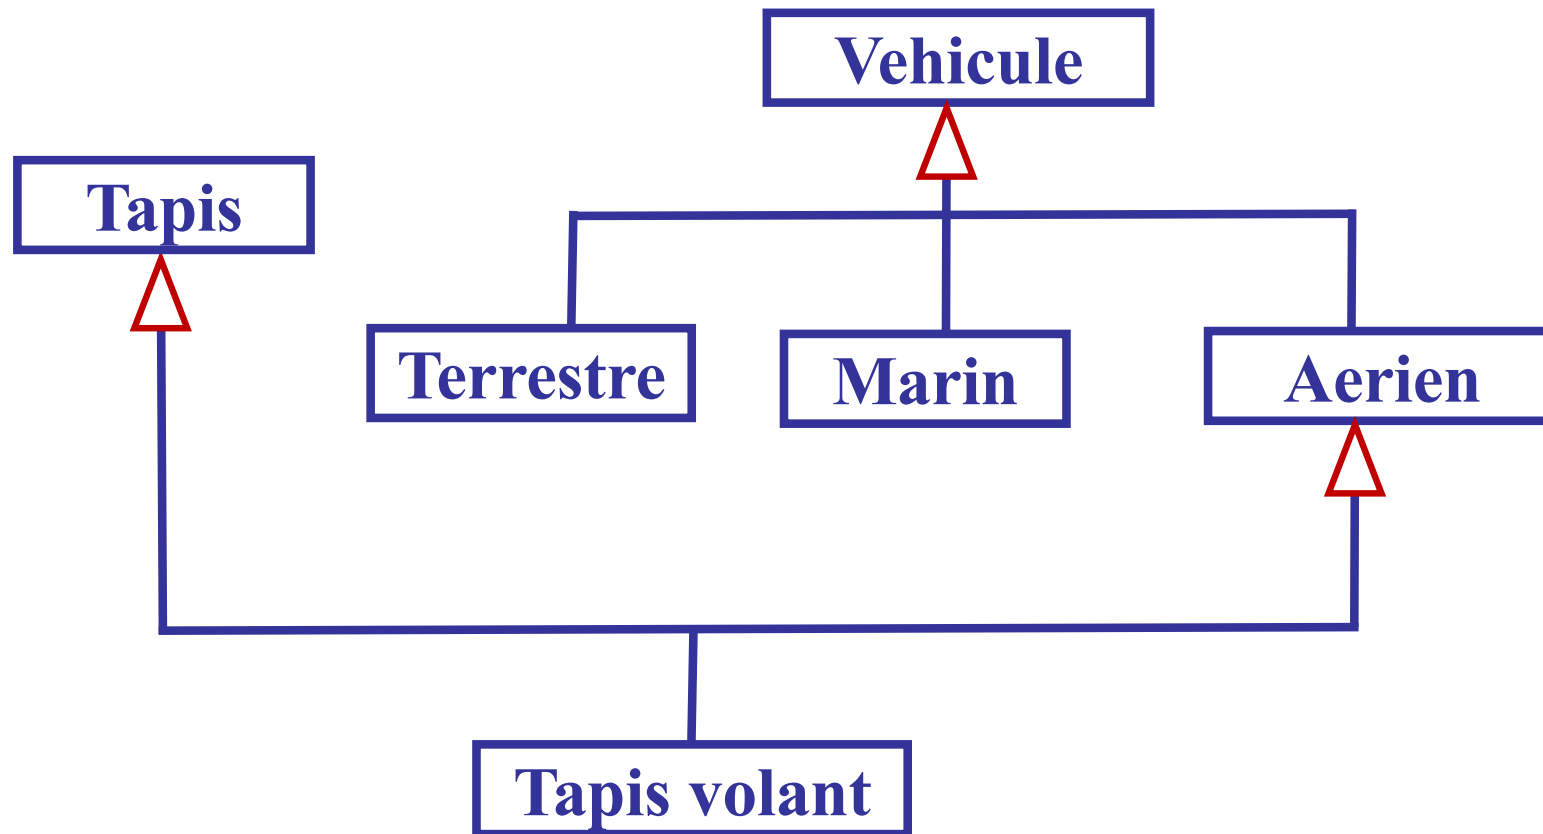 Vehicule
Tapis
Terrestre
Marin
Aerien
Tapis volant